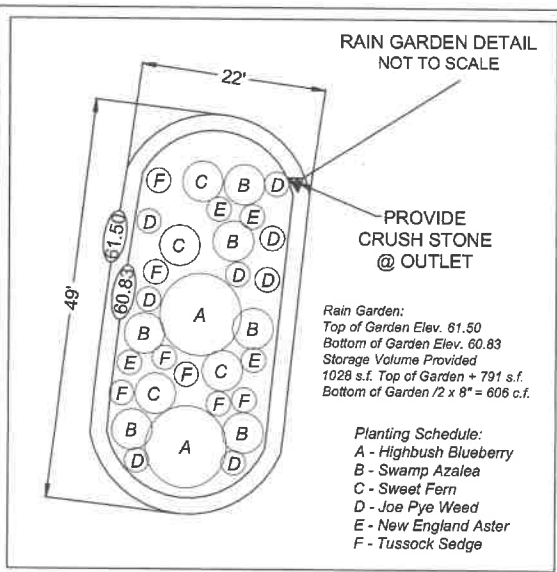 RAIN GARDEN DETAIL
NOT TO SCALE
22'
49'
61.50
60.83
F
C
B
D
E
E
D
B
D
C
F
D
D
D
A
B
B
E
F
F
C
E
F
C
F
F
B
A
B
D
D
PROVIDE
CRUSH STONE
@ OUTLET
Rain Garden:
Top of Garden Elev. 61.50
Bottom of Garden Elev. 60.83
Storage Volume Provided
1028 s.f. Top of Garden + 791 s.f.
Bottom of Garden /2 x 8" = 606 c.f.
Planting Schedule:
A - Highbush Blueberry
B - Swamp Azalea
C - Sweet Fern
D - Joe Pye Weed
E - New England Aster
F - Tussock Sedge